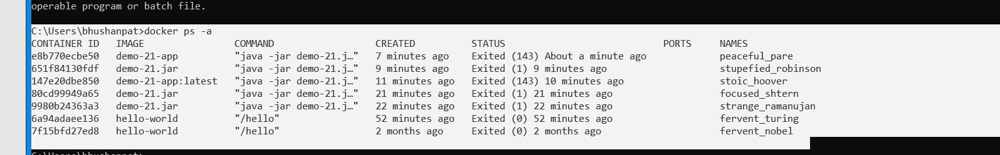 operable program or batch file.
C:\Users\bhushanpat>docker ps -a
CONTAINER ID   IMAGE                COMMAND                  CREATED          STATUS                            PORTS     NAMES
e8b770ecbe50   demo-21-app          "java -jar demo-21.j…"   7 minutes ago    Exited (143) About a minute ago             peaceful_pare
651f84130fdf   demo-21.jar          "java -jar demo-21.j…"   9 minutes ago    Exited (1) 9 minutes ago                    stupefied_robinson
147e20dbe850   demo-21-app:latest   "java -jar demo-21.j…"   11 minutes ago   Exited (143) 10 minutes ago                 stoic_hoover
80cd99949a65   demo-21.jar          "java -jar demo-21.j…"   21 minutes ago   Exited (1) 21 minutes ago                   focused_shtern
9980b24363a3   demo-21.jar          "java -jar demo-21.j…"   22 minutes ago   Exited (1) 22 minutes ago                   strange_ramanujan
6a94adaee136   hello-world          "/hello"                 52 minutes ago   Exited (0) 52 minutes ago                   fervent_turing
7f15bfd27ed8   hello-world          "/hello"                 2 months ago     Exited (0) 2 months ago                     fervent_nobel
C:\Users\bhushanpat>